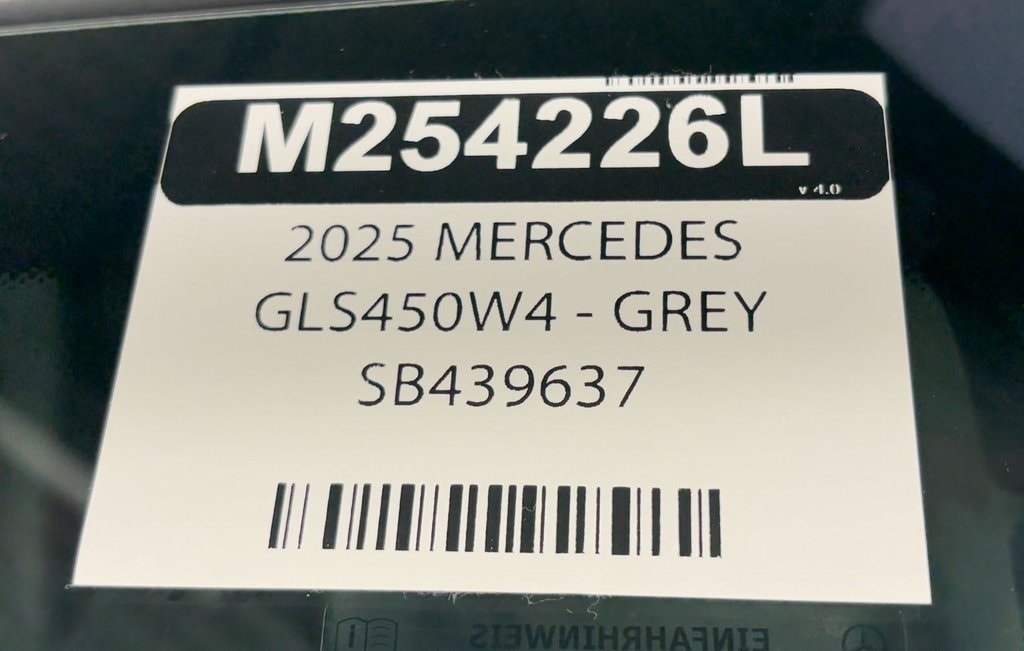 M254226L
v 4.0
2025 MERCEDES
GLS450W4 - GREY
SB439637
EINFAHRHINWEIS